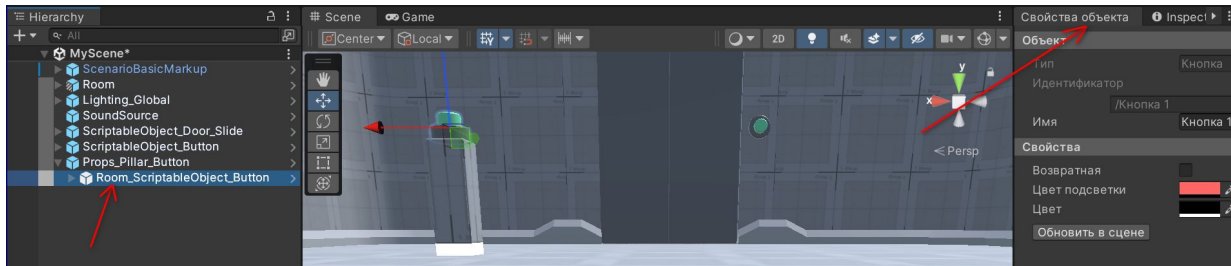 Hierarchy
All
MyScene*
ScenarioBasicMarkup
Room
Lighting_Global
SoundSource
ScriptableObject_Door_Slide
ScriptableObject_Button
Props_Pillar_Button
Room_ScriptableObject_Button
Scene Game
Center Local
2D
y
x
Persp
Свойства объекта Inspect
Объект
Тип Кнопка
Идентификатор
/Кнопка 1
Имя Кнопка 1
Свойства
Возвратная
Цвет подсветки
Цвет
Обновить в сцене